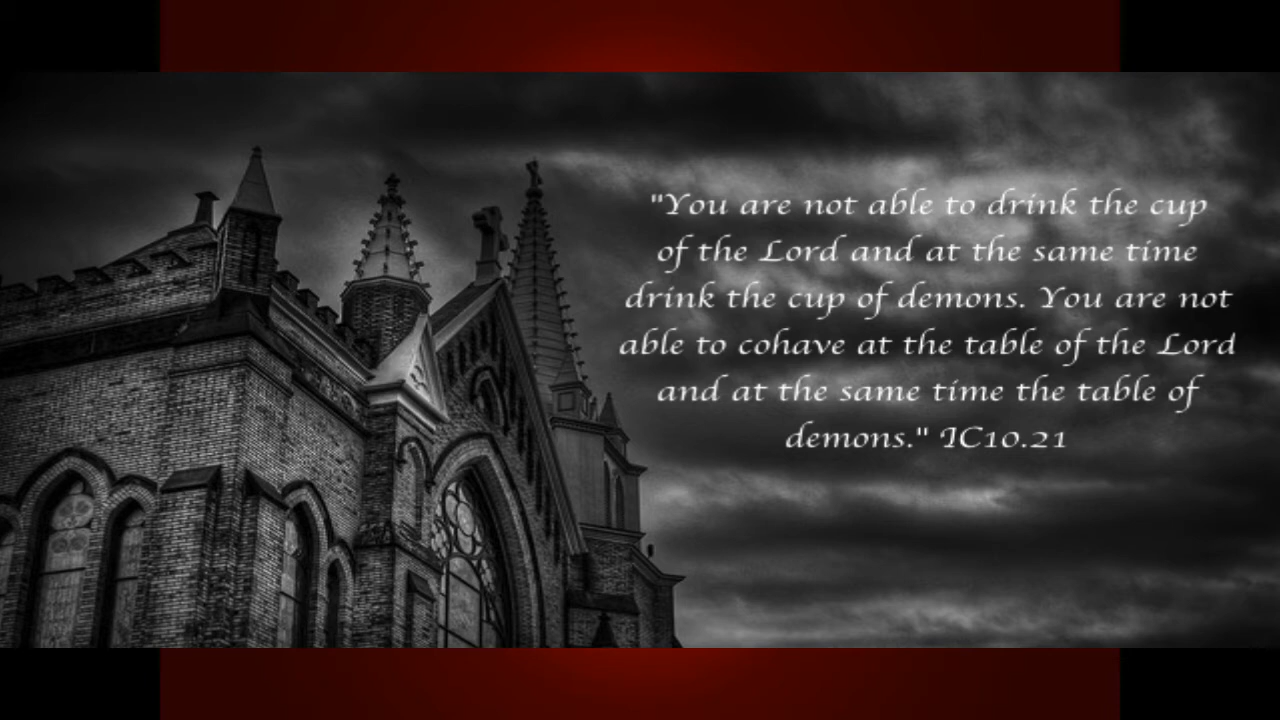 "You are not able to drink the cup
of the Lord and at the same time
drink the cup of demons. You are not
able to cohave at the table of the Lord
and at the same time the table of
demons." IC10.21